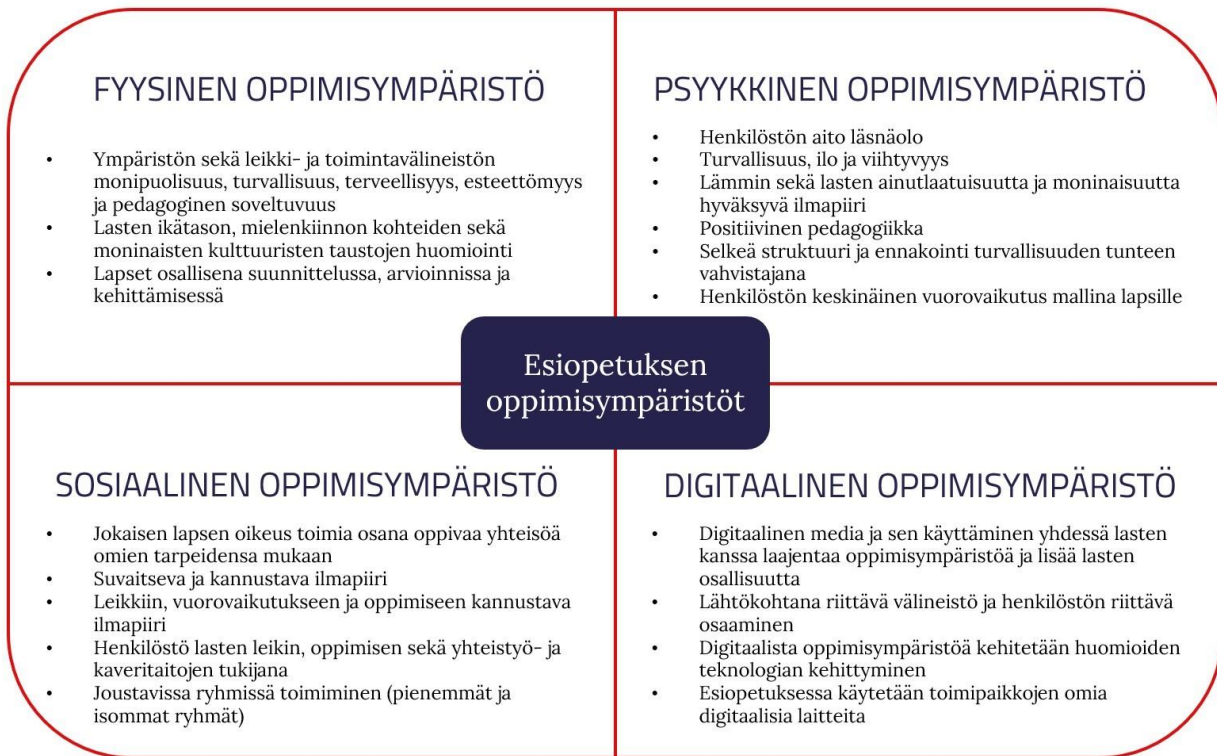 FYYSINEN OPPIMISYMPÄRISTÖ
• Ympäristön sekä leikki- ja toimintavälineistön
monipuolisuus, turvallisuus, terveellisyys, esteettömyys
ja pedagoginen soveltuvuus
• Lasten ikätason, mielenkiinnon kohteiden sekä
moninaisten kulttuuristen taustojen huomiointi
• Lapset osallisena suunnittelussa, arvioinnissa ja
kehittämisessä
PSYYKKINEN OPPIMISYMPÄRISTÖ
• Henkilöstön aito läsnäolo
• Turvallisuus, ilo ja viihtyvyys
• Lämmin sekä lasten ainutlaatuisuutta ja moninaisuutta
hyväksyvä ilmapiiri
• Positiivinen pedagogiikka
• Selkeä struktuuri ja ennakointi turvallisuuden tunteen
vahvistajana
• Henkilöstön keskinäinen vuorovaikutus mallina lapsille
Esiopetuksen
oppimisympäristöt
SOSIAALINEN OPPIMISYMPÄRISTÖ
• Jokaisen lapsen oikeus toimia osana oppivaa yhteisöä
omien tarpeidensa mukaan
• Suvaitseva ja kannustava ilmapiiri
• Leikkiin, vuorovaikutukseen ja oppimiseen kannustava
ilmapiiri
• Henkilöstö lasten leikin, oppimisen sekä yhteistyö- ja
kaveritaitojen tukijana
• Joustavissa ryhmissä toimiminen (pienemmät ja
isommat ryhmät)
DIGITAALINEN OPPIMISYMPÄRISTÖ
• Digitaalinen media ja sen käyttäminen yhdessä lasten
kanssa laajentaa oppimisympäristöä ja lisää lasten
osallisuutta
• Lähtökohtana riittävä välineistö ja henkilöstön riittävä
osaaminen
• Digitaalista oppimisympäristöä kehitetään huomioiden
teknologian kehittyminen
• Esiopetuksessa käytetään toimipaikkojen omia
digitaalisia laitteita